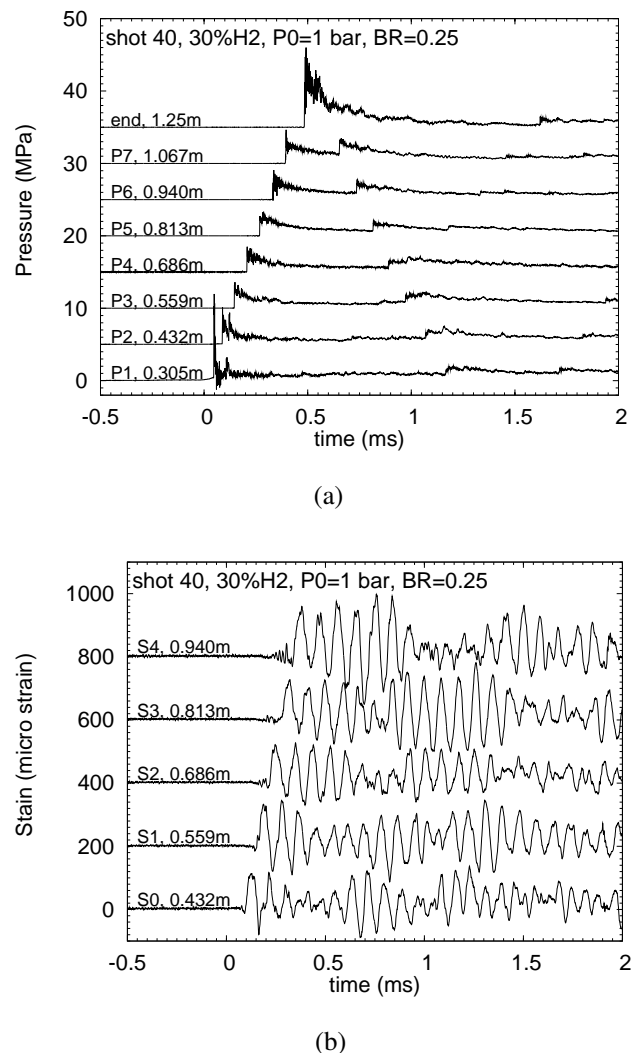 50
40
30
20
10
0
Pressure (MPa)
shot 40, 30%H2, P0=1 bar, BR=0.25
end, 1.25m
P7, 1.067m
P6, 0.940m
P5, 0.813m
P4, 0.686m
P3, 0.559m
P2, 0.432m
P1, 0.305m
-0.5 0 0.5 1 1.5 2
time (ms)
(a)
1000
800
600
400
200
0
Stain (micro strain)
shot 40, 30%H2, P0=1 bar, BR=0.25
S4, 0.940m
S3, 0.813m
S2, 0.686m
S1, 0.559m
S0, 0.432m
-0.5 0 0.5 1 1.5 2
time (ms)
(b)